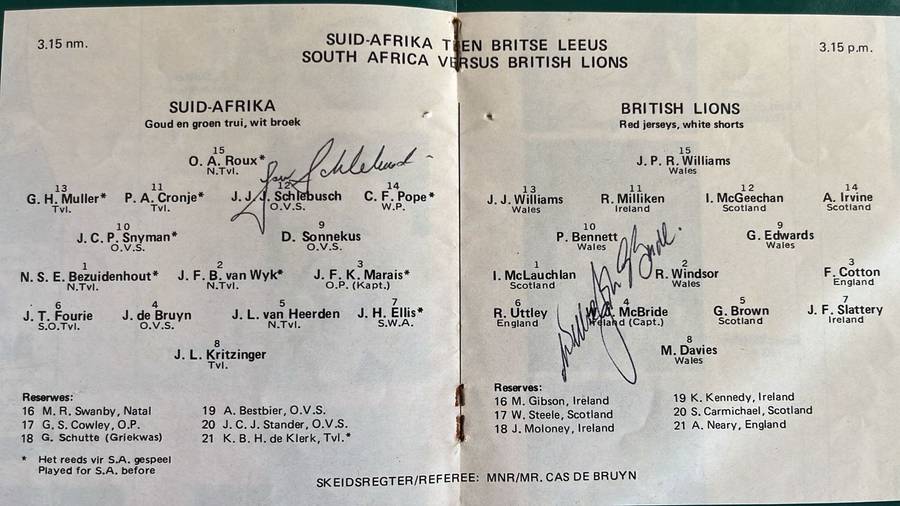 3.15 nm.
SUID-AFRIKA TEEN BRITSE LEEUS
SOUTH AFRICA VERSUS BRITISH LIONS
3.15 p.m.
SUID-AFRIKA
Goud en groen trui, wit broek
15
O. A. Roux*
N.Tvl.
13 11 12 14
G. H. Muller* P. A. Cronje* J. J. J. Schlebusch C. F. Pope*
Tvl. Tvl. O.V.S. W.P.
10 9
J. C. P. Snyman* D. Sonnekus
O.V.S. O.V.S.
1 2 3
N. S. E. Bezuidenhout* J. F. B. van Wyk* J. F. K. Marais*
N.Tvl. N.Tvl. O.P. (Kapt.)
6 4 5 7
J. T. Fourie J. de Bruyn J. L. van Heerden J. H. Ellis*
S.O.Tvl. O.V.S. N.Tvl. S.W.A.
8
J. L. Kritzinger
Tvl.
Reserwes:
16 M. R. Swanby, Natal 19 A. Bestbier, O.V.S.
17 G. S. Cowley, O.P. 20 J. C. J. Stander, O.V.S.
18 G. Schutte (Griekwas) 21 K. B. H. de Klerk, Tvl.*
* Het reeds vir S.A. gespeel
Played for S.A. before
BRITISH LIONS
Red jerseys, white shorts
15
J. P. R. Williams
Wales
13 11 12 14
J. J. Williams R. Milliken I. McGeechan A. Irvine
Wales Ireland Scotland Scotland
10 9
P. Bennett G. Edwards
Wales Wales
1 2 3
I. McLauchlan R. Windsor F. Cotton
Scotland Wales England
6 4 5 7
R. Uttley McBride G. Brown J. F. Slattery
England Ireland (Capt.) Scotland Ireland
8
M. Davies
Wales
Reserves:
16 M. Gibson, Ireland 19 K. Kennedy, Ireland
17 W. Steele, Scotland 20 S. Carmichael, Scotland
18 J. Moloney, Ireland 21 A. Neary, England
SKEIDSREGTER/REFEREE: MNR/MR. CAS DE BRUYN
Schlebusch